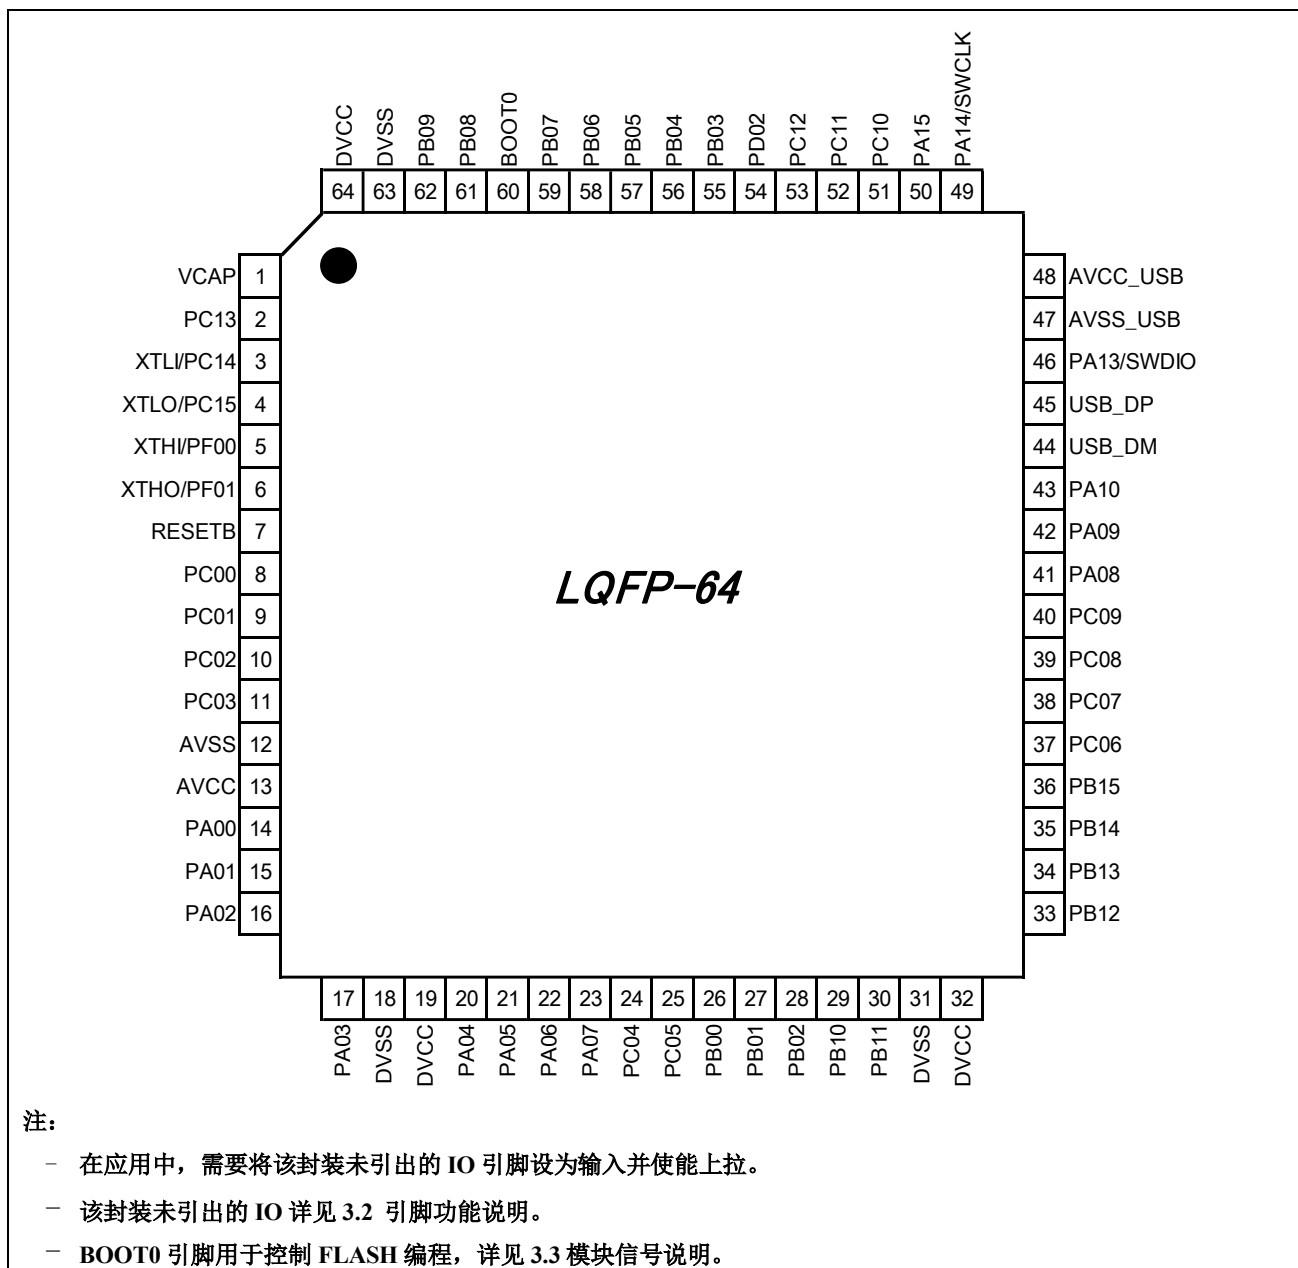 DVCC DVSS PB09 PB08 BOOT0 PB07 PB06 PB05 PB04 PB03 PD02 PC12 PC11 PC10 PA15 PA14/SWCLK
64 63 62 61 60 59 58 57 56 55 54 53 52 51 50 49
VCAP 1
PC13 2
XTLI/PC14 3
XTLO/PC15 4
XTHI/PF00 5
XTHO/PF01 6
RESETB 7
PC00 8
PC01 9
PC02 10
PC03 11
AVSS 12
AVCC 13
PA00 14
PA01 15
PA02 16
LQFP-64
48 AVCC_USB
47 AVSS_USB
46 PA13/SWDIO
45 USB_DP
44 USB_DM
43 PA10
42 PA09
41 PA08
40 PC09
39 PC08
38 PC07
37 PC06
36 PB15
35 PB14
34 PB13
33 PB12
17 18 19 20 21 22 23 24 25 26 27 28 29 30 31 32
PA03 DVSS DVCC PA04 PA05 PA06 PA07 PC04 PC05 PB00 PB01 PB02 PB10 PB11 DVSS DVCC
注：
– 在应用中，需要将该封装未引出的 IO 引脚设为输入并使能上拉。
– 该封装未引出的 IO 详见 3.2 引脚功能说明。
– BOOT0 引脚用于控制 FLASH 编程，详见 3.3 模块信号说明。